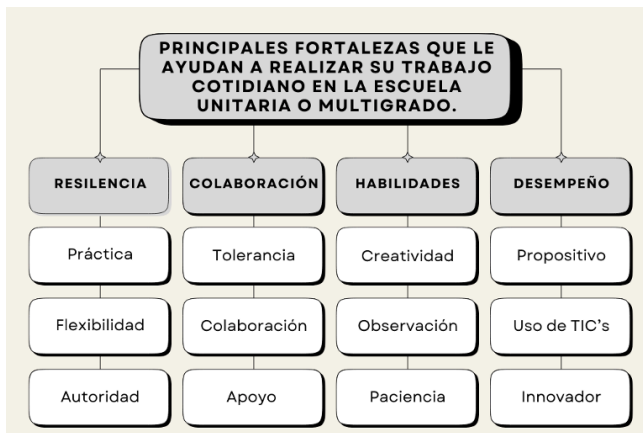 PRINCIPALES FORTALEZAS QUE LE
AYUDAN A REALIZAR SU TRABAJO
COTIDIANO EN LA ESCUELA
UNITARIA O MULTIGRADO.
RESILENCIA
COLABORACIÓN
HABILIDADES
DESEMPEÑO
Práctica
Tolerancia
Creatividad
Propositivo
Flexibilidad
Colaboración
Observación
Uso de TIC's
Autoridad
Apoyo
Paciencia
Innovador